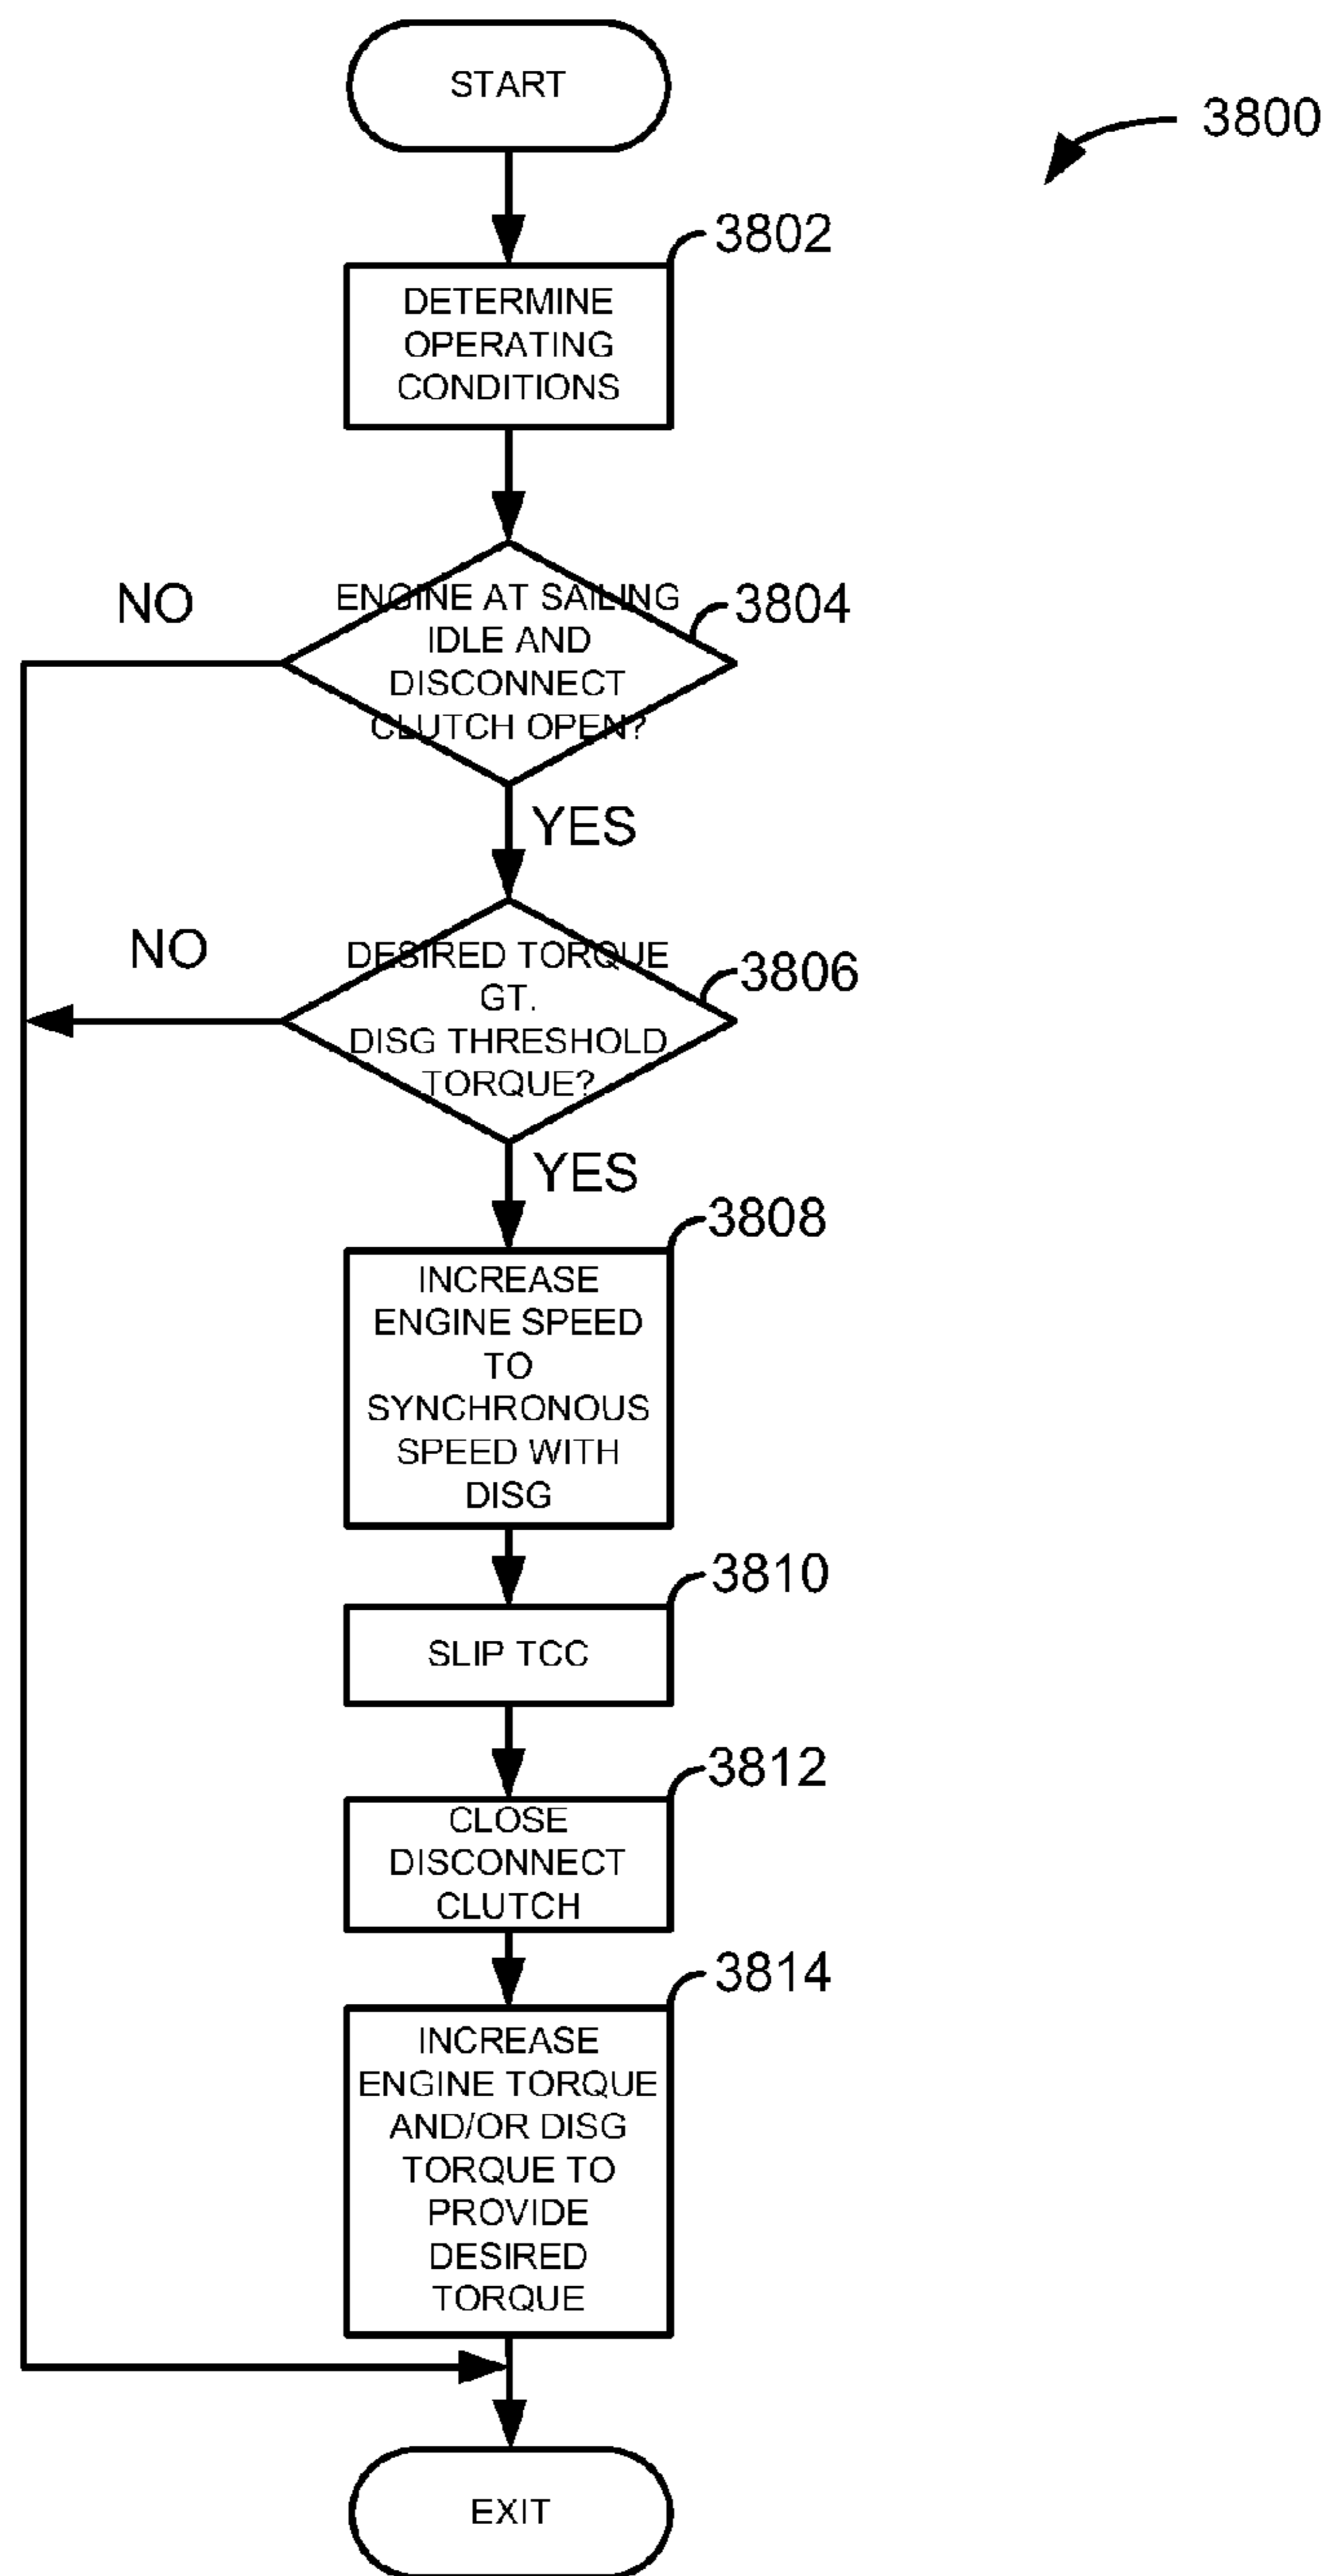 START
3800
3802
DETERMINE
OPERATING
CONDITIONS
NO
ENGINE AT SAILING
IDLE AND
DISCONNECT
CLUTCH OPEN?
3804
YES
NO
DESIRED TORQUE
GT.
DISG THRESHOLD
TORQUE?
3806
YES
3808
INCREASE
ENGINE SPEED
TO
SYNCHRONOUS
SPEED WITH
DISG
3810
SLIP TCC
3812
CLOSE
DISCONNECT
CLUTCH
3814
INCREASE
ENGINE TORQUE
AND/OR DISG
TORQUE TO
PROVIDE
DESIRED
TORQUE
EXIT